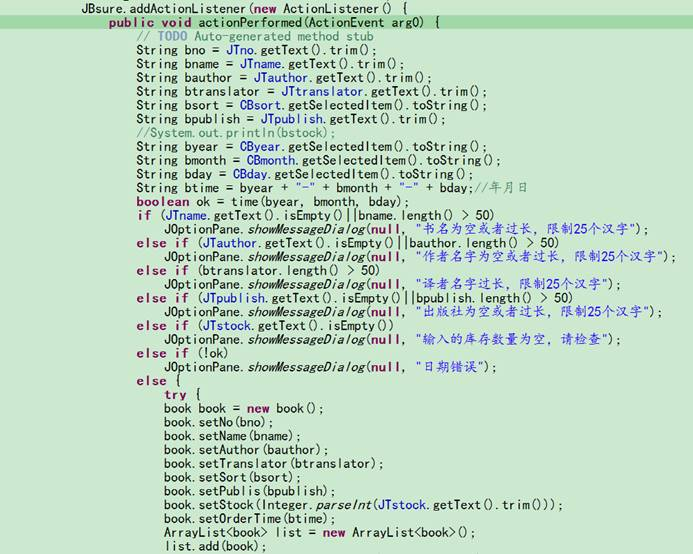 JBsure.addActionListener(new ActionListener() {
public void actionPerformed(ActionEvent arg0) {
// TODO Auto-generated method stub
String bno = JTno.getText().trim();
String bname = JTname.getText().trim();
String bauthor = JTauthor.getText().trim();
String btranslator = JTtranslator.getText().trim();
String bsort = CBsort.getSelectedItem().toString();
String bpublish = JTpublish.getText().trim();
//System.out.println(bstock);
String byear = CByear.getSelectedItem().toString();
String bmonth = CBmonth.getSelectedItem().toString();
String bday = CBday.getSelectedItem().toString();
String btime = byear + "-" + bmonth + "-" + bday;//年月日
boolean ok = time(byear, bmonth, bday);
if (JTname.getText().isEmpty()||bname.length() > 50)
JOptionPane.showMessageDialog(null, "书名为空或者过长，限制25个汉字");
else if (JTauthor.getText().isEmpty()||bauthor.length() > 50)
JOptionPane.showMessageDialog(null, "作者名字为空或者过长，限制25个汉字");
else if (btranslator.length() > 50)
JOptionPane.showMessageDialog(null, "译者名字过长，限制25个汉字");
else if (JTpublish.getText().isEmpty()||bpublish.length() > 50)
JOptionPane.showMessageDialog(null, "出版社为空或者过长，限制25个汉字");
else if (JTstock.getText().isEmpty())
JOptionPane.showMessageDialog(null, "输入的库存数量为空，请检查");
else if (!ok)
JOptionPane.showMessageDialog(null, "日期错误");
else {
try {
book book = new book();
book.setNo(bno);
book.setName(bname);
book.setAuthor(bauthor);
book.setTranslator(btranslator);
book.setSort(bsort);
book.setPublis(bpublish);
book.setStock(Integer.parseInt(JTstock.getText().trim()));
book.setOrderTime(btime);
ArrayList<book> list = new ArrayList<book>();
list.add(book);